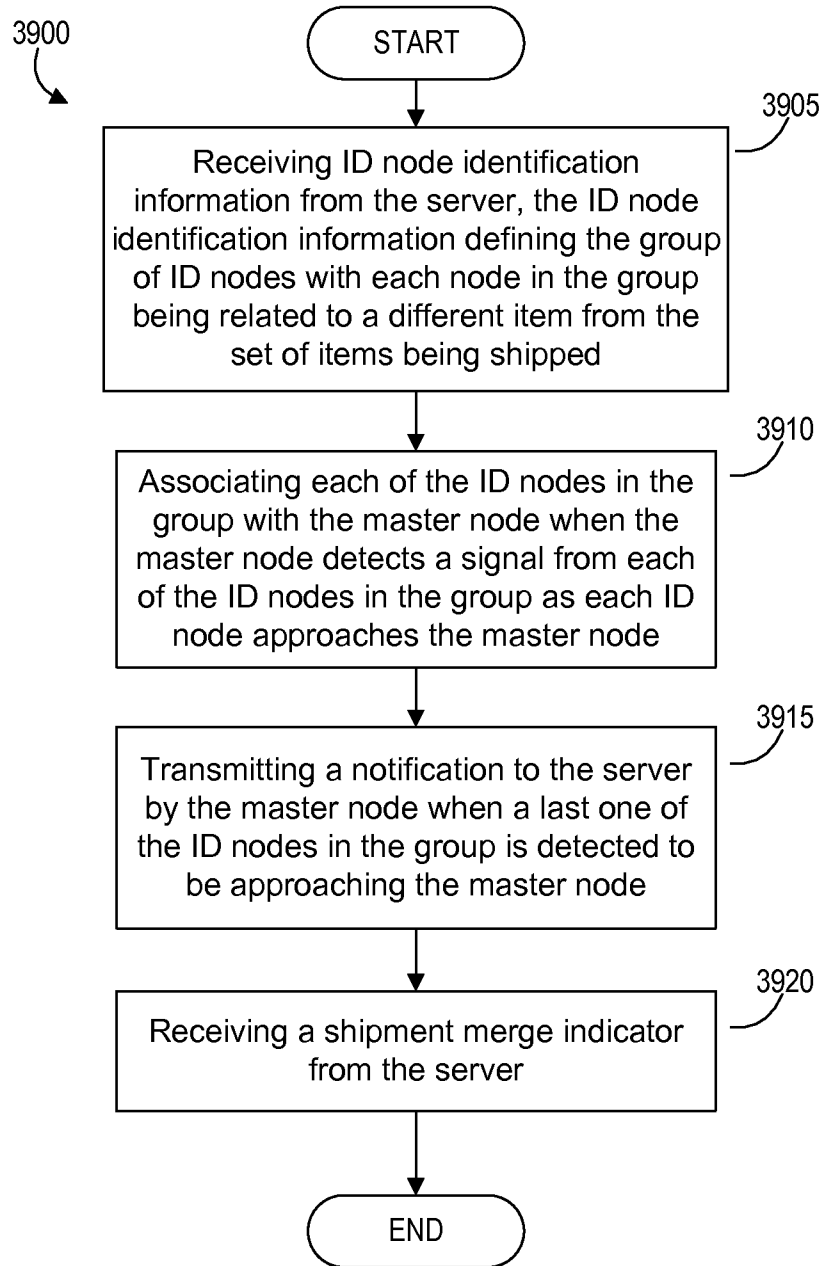 3900
START
3905
Receiving ID node identification
information from the server, the ID node
identification information defining the group
of ID nodes with each node in the group
being related to a different item from the
set of items being shipped
3910
Associating each of the ID nodes in the
group with the master node when the
master node detects a signal from each
of the ID nodes in the group as each ID
node approaches the master node
3915
Transmitting a notification to the server
by the master node when a last one of
the ID nodes in the group is detected to
be approaching the master node
3920
Receiving a shipment merge indicator
from the server
END